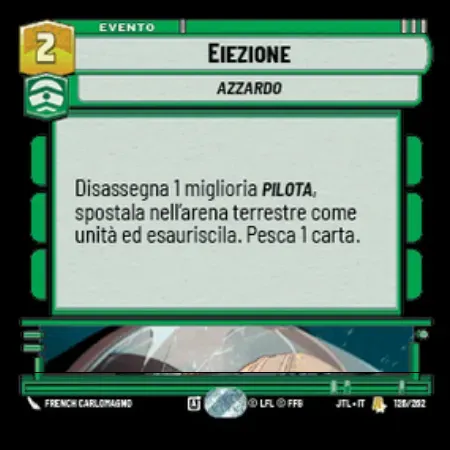 EVENTO
2
EIEZIONE
AZZARDO
Disassegna 1 miglioria PILOTA,
spostala nell'arena terrestre come
unità ed esauriscila. Pesca 1 carta.
FRENCH CARLOMAGNO
© LFL © FFG
JTL • IT
126/262